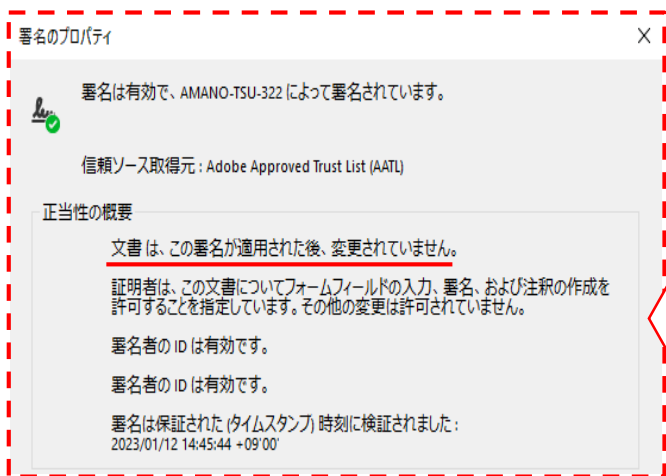 署名のプロパティ
署名は有効で、AMANO-TSU-322 によって署名されています。
信頼ソース取得元 : Adobe Approved Trust List (AATL)
正当性の概要
文書 は、この署名が適用された後、変更されていません。
証明者は、この文書についてフォームフィールドの入力、署名、および注釈の作成を
許可することを指定しています。その他の変更は許可されていません。
署名者の ID は有効です。
署名者の ID は有効です。
署名は保証された (タイムスタンプ) 時刻に検証されました :
2023/01/12 14:45:44 +09'00'